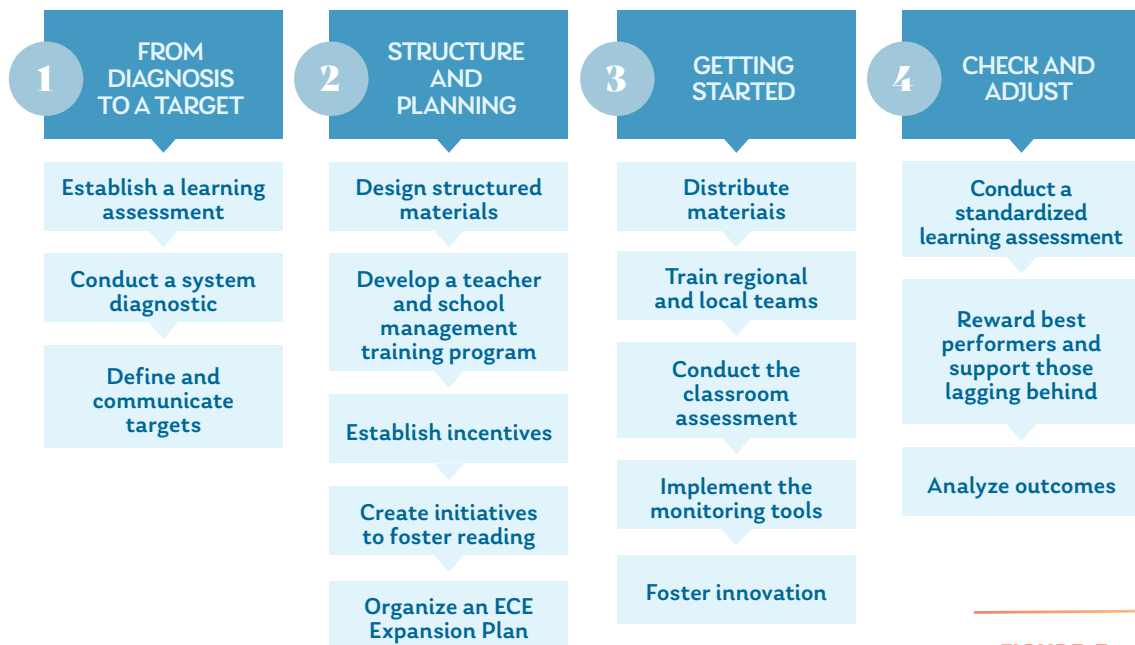 1
FROM
DIAGNOSIS
TO A TARGET
Establish a learning
assessment
Conduct a system
diagnostic
Define and
communicate
targets
2
STRUCTURE
AND
PLANNING
Design structured
materials
Develop a teacher
and school
management
training program
Establish incentives
Create initiatives
to foster reading
Organize an ECE
Expansion Plan
3
GETTING
STARTED
Distribute
materiais
Train regional
and local teams
Conduct the
classroom
assessment
Implement the
monitoring tools
Foster innovation
4
CHECK AND
ADJUST
Conduct a
standardized
learning assessment
Reward best
performers and
support those
lagging behind
Analyze outcomes